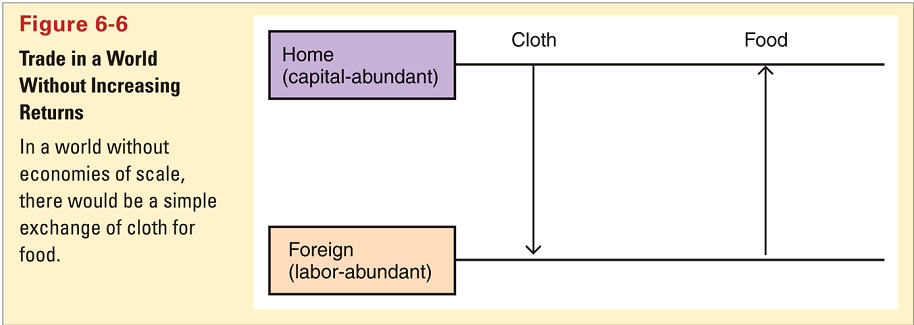 Figure 6-6
Trade in a World
Without Increasing
Returns
In a world without
economies of scale,
there would be a simple
exchange of cloth for
food.
Home
(capital-abundant)
Cloth
Food
Foreign
(labor-abundant)